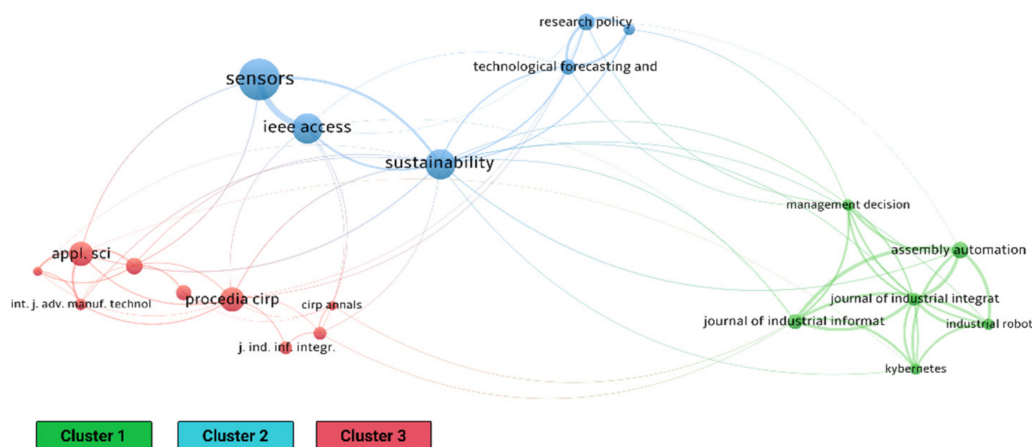 research policy
technological forecasting and
sensors
ieee access
sustainability
management decision
appl. sci
assembly automation
int. j. adv. manuf. technol
procedia cirp
cirp annals
journal of industrial integrat
journal of industrial informat
industrial robot
j. ind. inf. integr.
kybernetes
Cluster 1
Cluster 2
Cluster 3